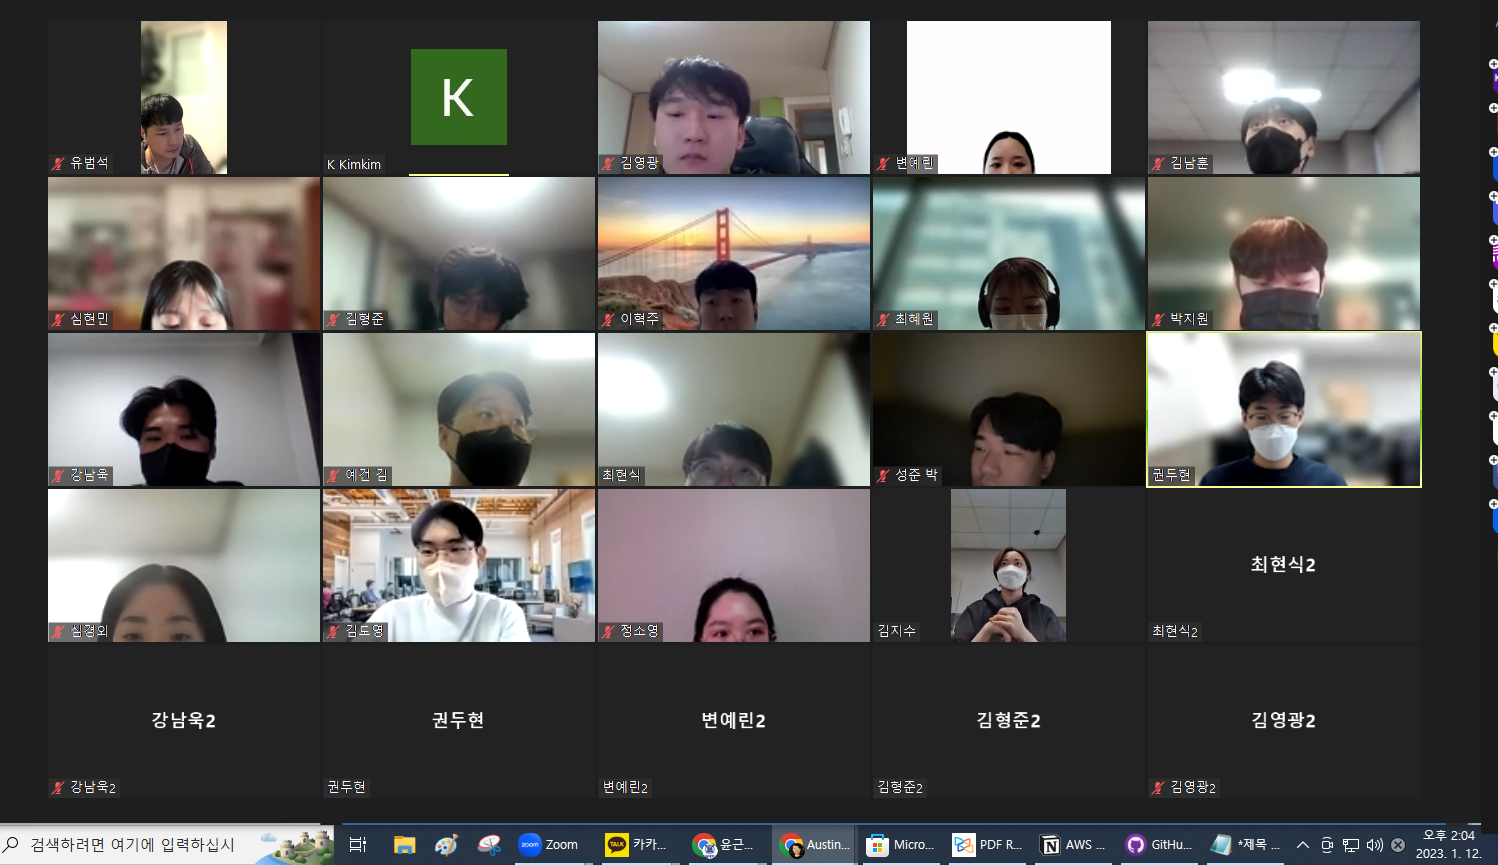 K
유범석
K Kimkim
김영광
변예린
김남훈
심현민
김형준
이혁주
최혜원
박지원
강남욱
예건 김
최현식
성준 박
권두현
심경외
김도영
정소영
김지수
최현식2
최현식2
강남욱2
권두현
변예린2
김형준2
김영광2
강남욱2
권두현
변예린2
김형준2
김영광2
검색하려면 여기에 입력하십시
zoom
Zoom
TALK
카카...
윤근...
Austin...
Micro...
PDF R...
AWS ...
GitHu...
*제목 ...
오후 2:04
2023. 1. 12.